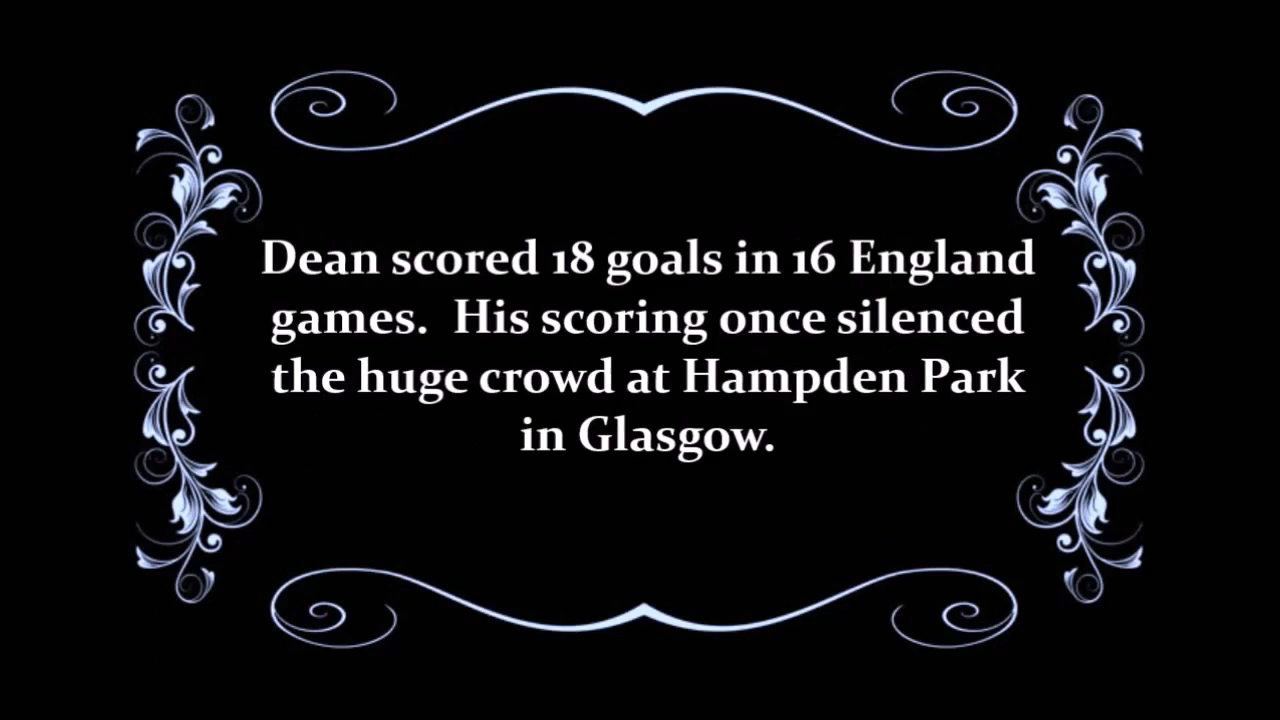 Dean scored 18 goals in 16 England
games.  His scoring once silenced
the huge crowd at Hampden Park
in Glasgow.